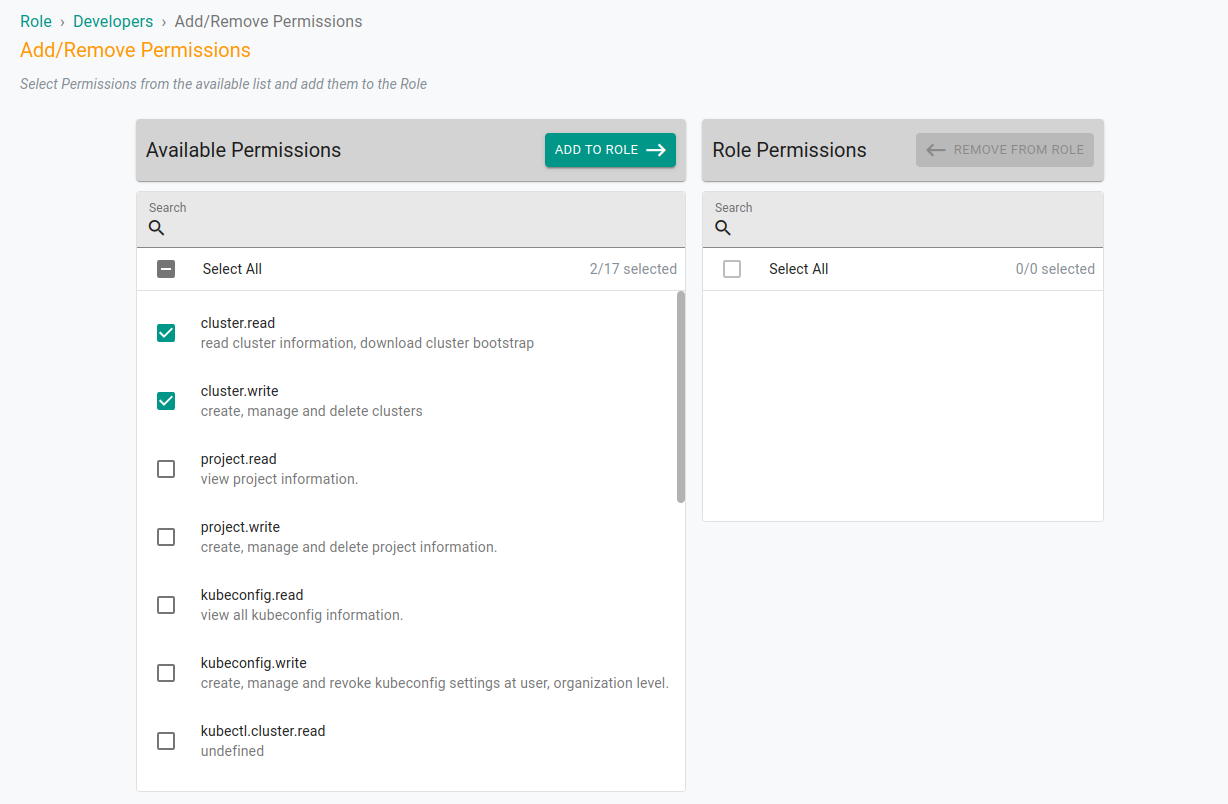 Role › Developers › Add/Remove Permissions
Add/Remove Permissions
Select Permissions from the available list and add them to the Role
Available Permissions
ADD TO ROLE
Search
Select All
2/17 selected
cluster.read
read cluster information, download cluster bootstrap
cluster.write
create, manage and delete clusters
project.read
view project information.
project.write
create, manage and delete project information.
kubeconfig.read
view all kubeconfig information.
kubeconfig.write
create, manage and revoke kubeconfig settings at user, organization level.
kubectl.cluster.read
undefined
Role Permissions
REMOVE FROM ROLE
Search
Select All
0/0 selected